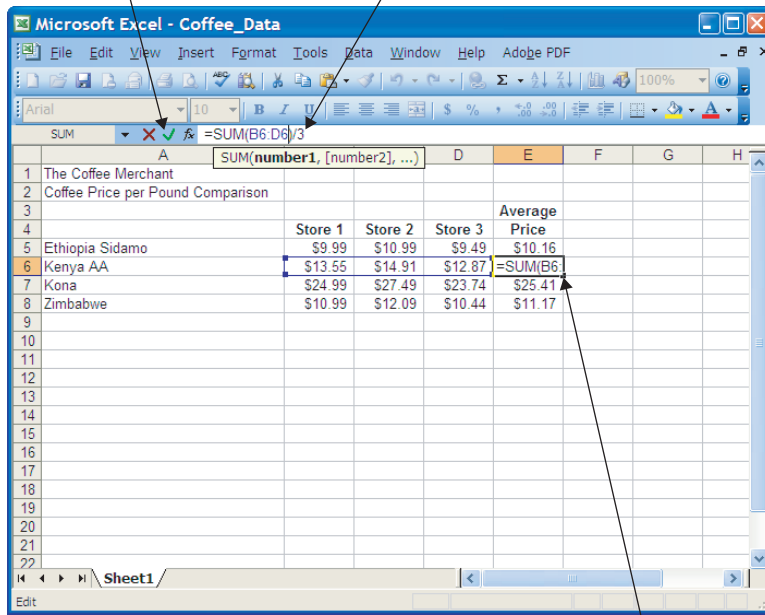 Microsoft Excel - Coffee_Data
File Edit View Insert Format Tools Data Window Help Adobe PDF
100%
Arial 10 B I U $ % ,
SUM fx =SUM(B6:D6)/3
SUM(number1, [number2], ...)
A D E F G H
1 The Coffee Merchant
2 Coffee Price per Pound Comparison
3 Average
4 Store 1 Store 2 Store 3 Price
5 Ethiopia Sidamo $9.99 $10.99 $9.49 $10.16
6 Kenya AA $13.55 $14.91 $12.87 =SUM(B6:
7 Kona $24.99 $27.49 $23.74 $25.41
8 Zimbabwe $10.99 $12.09 $10.44 $11.17
9
10
11
12
13
14
15
16
17
18
19
20
21
22
Sheet1
Edit